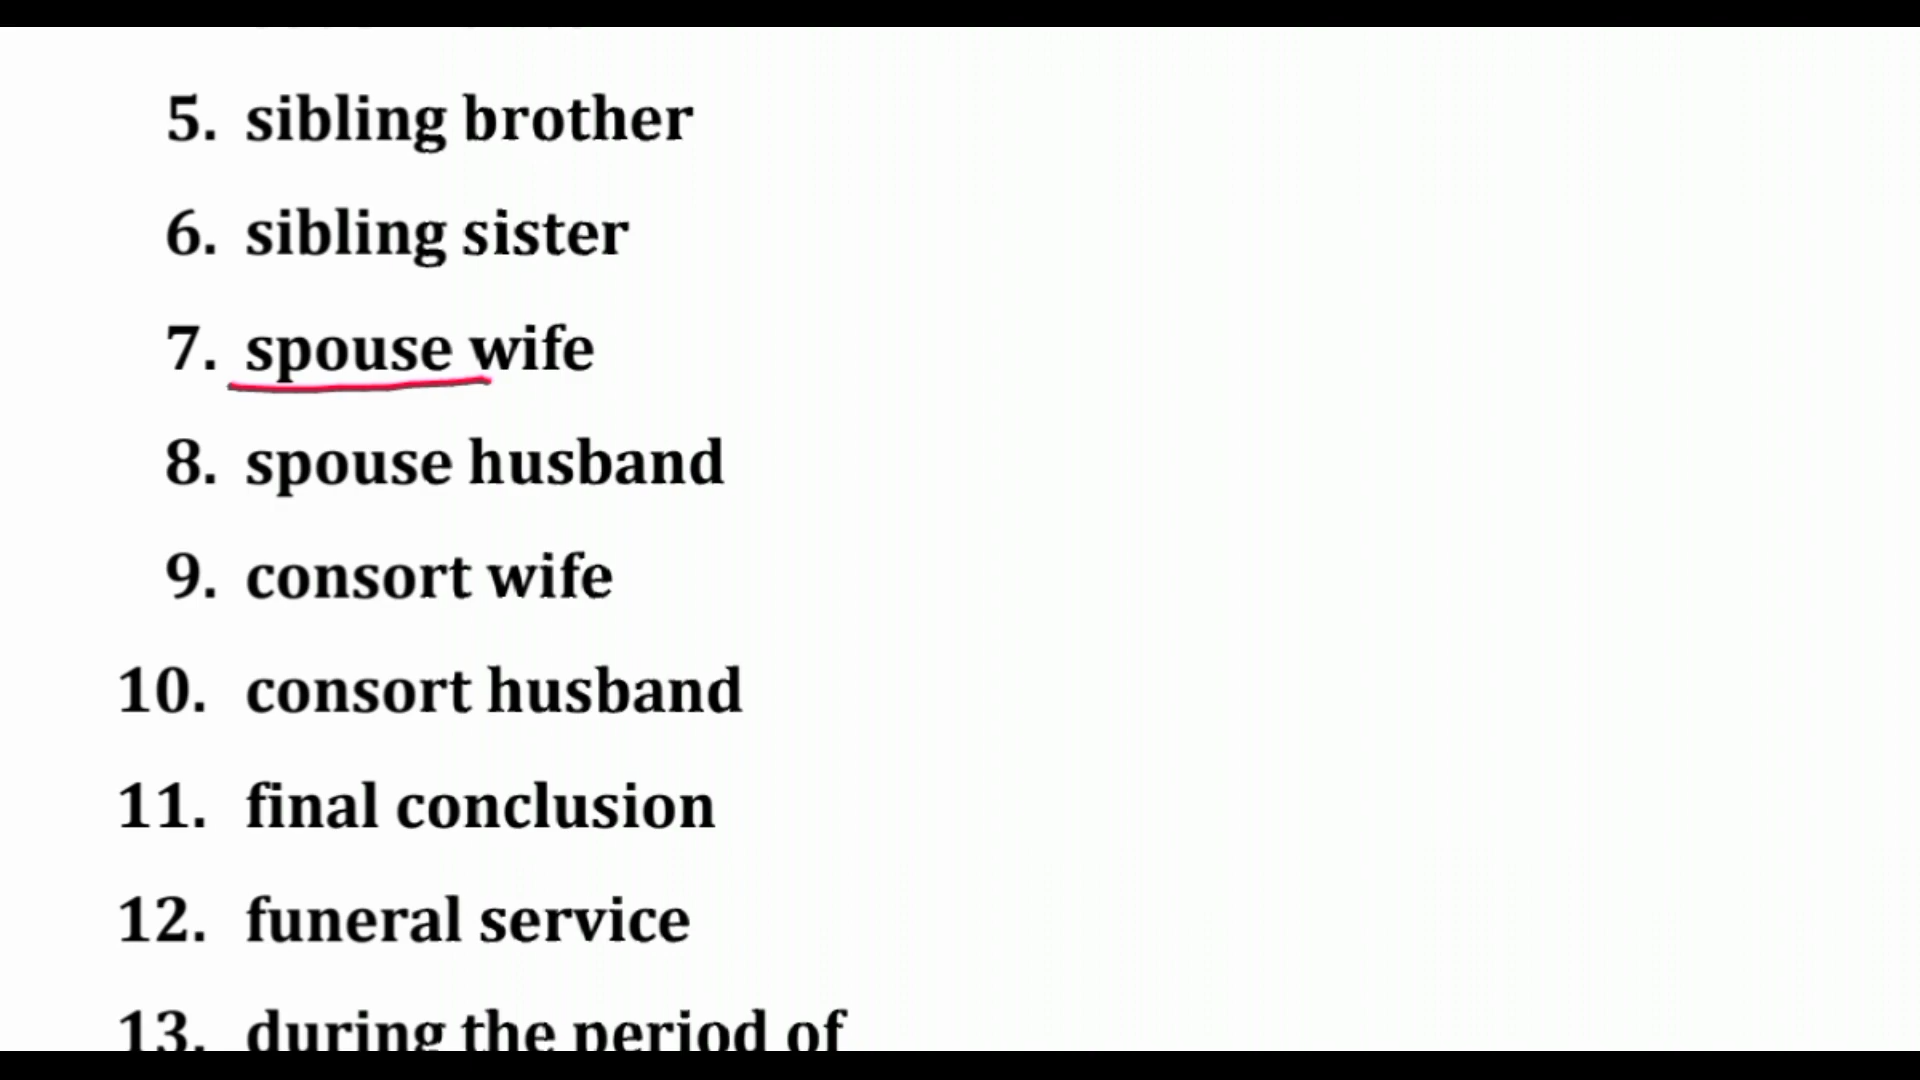 5. sibling brother
6. sibling sister
7. spouse wife
8. spouse husband
9. consort wife
10. consort husband
11. final conclusion
12. funeral service
13. during the period of